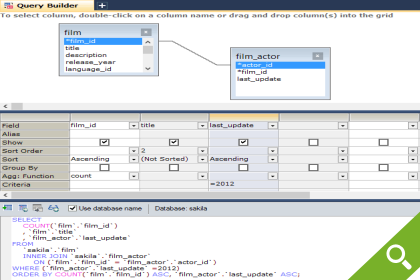 Query Builder
To select column, double-click on a column name or drag and drop column(s) into the grid
film
*film_id
title
description
release_year
language_id
film_actor
*actor_id
*film_id
last_update
Field film_id title last_update
Alias
Show
Sort Order 2
Sort Ascending (Not Sorted) Ascending
Group By
Agg: Function count
Criteria =2012
Use database name Database: sakila
SELECT
COUNT(`film`.`film_id`)
, `film`.`title`
, `film_actor`.`last_update`
FROM
`sakila`.`film`
INNER JOIN `sakila`.`film_actor`
ON (`film`.`film_id` = `film_actor`.`actor_id`)
WHERE (`film_actor`.`last_update` =2012)
ORDER BY COUNT(`film`.`film_id`) ASC, `film_actor`.`last_update` ASC;